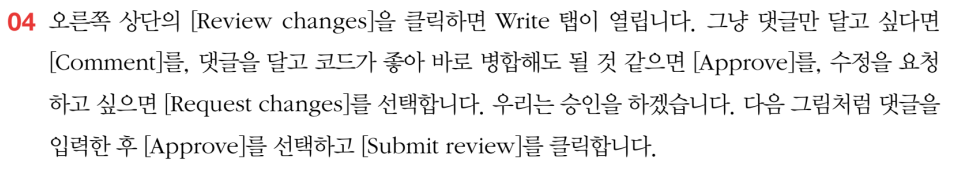 04 오른쪽 상단의 [Review changes]을 클릭하면 Write 탭이 열립니다. 그냥 댓글만 달고 싶다면
[Comment]를, 댓글을 달고 코드가 좋아 바로 병합해도 될 것 같으면 [Approve]를, 수정을 요청
하고 싶으면 [Request changes]를 선택합니다. 우리는 승인을 하겠습니다. 다음 그림처럼 댓글을
입력한 후 [Approve]를 선택하고 [Submit review]를 클릭합니다.